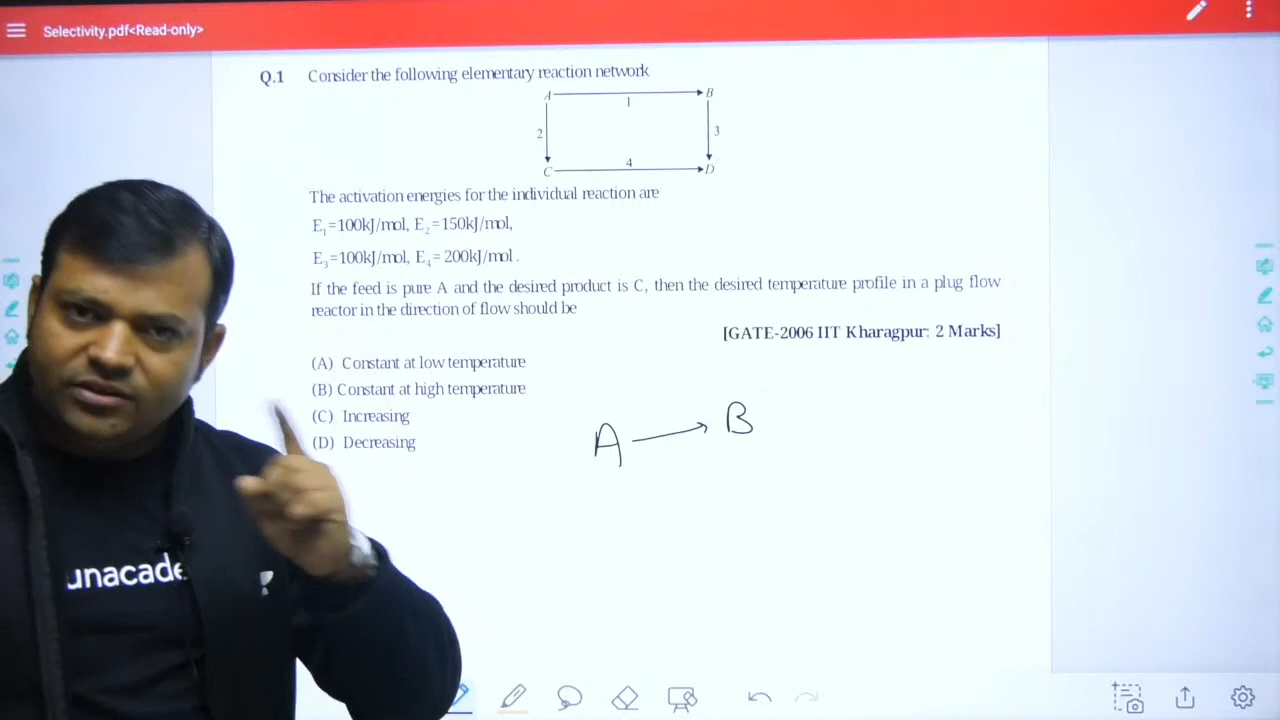 Selectivity.pdf<Read-only>
Q.1 Consider the following elementary reaction network
A B
1
2 3
4
C D
The activation energies for the individual reaction are
E₁=100kJ/mol, E₂=150kJ/mol,
E₃=100kJ/mol, E₄=200kJ/mol.
If the feed is pure A and the desired product is C, then the desired temperature profile in a plug flow
reactor in the direction of flow should be
[GATE-2006 IIT Kharagpur: 2 Marks]
(A) Constant at low temperature
(B) Constant at high temperature
(C) Increasing
(D) Decreasing
A → B
unacade